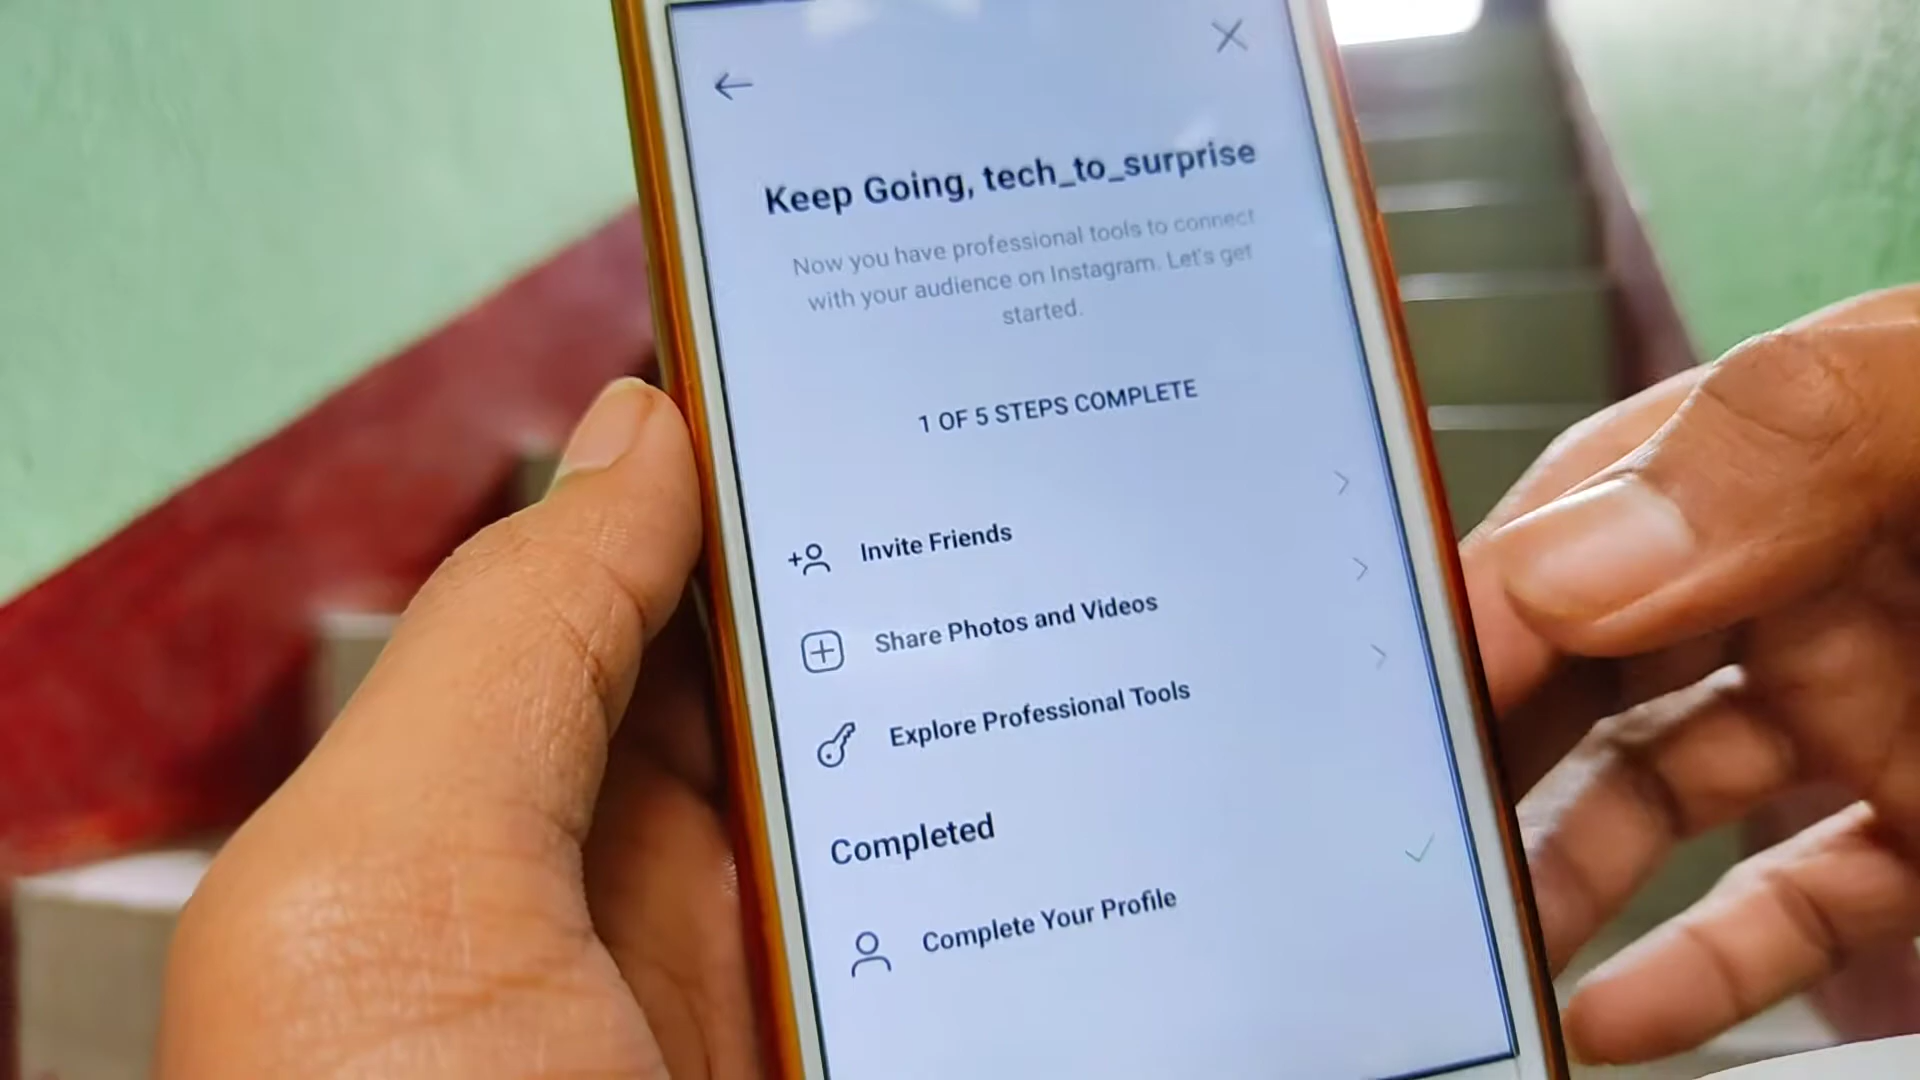 Keep Going, tech_to_surprise
Now you have professional tools to connect
with your audience on Instagram. Let's get
started.
1 OF 5 STEPS COMPLETE
Invite Friends
Share Photos and Videos
Explore Professional Tools
Completed
Complete Your Profile